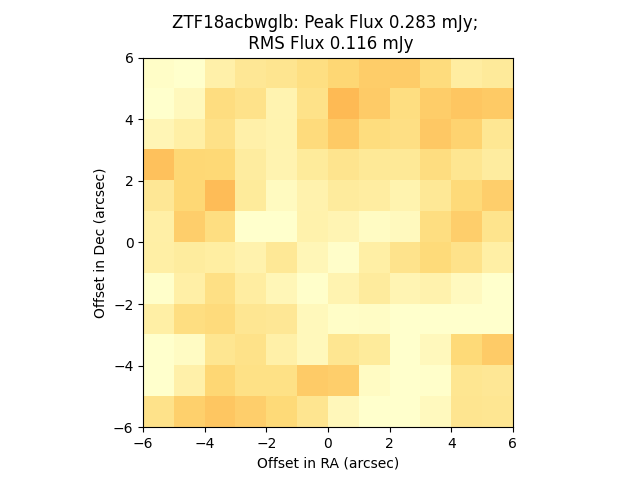 ZTF18acbwglb: Peak Flux 0.283 mJy;
RMS Flux 0.116 mJy
6
4
2
0
−2
−4
−6
Offset in Dec (arcsec)
−6 −4 −2 0 2 4 6
Offset in RA (arcsec)